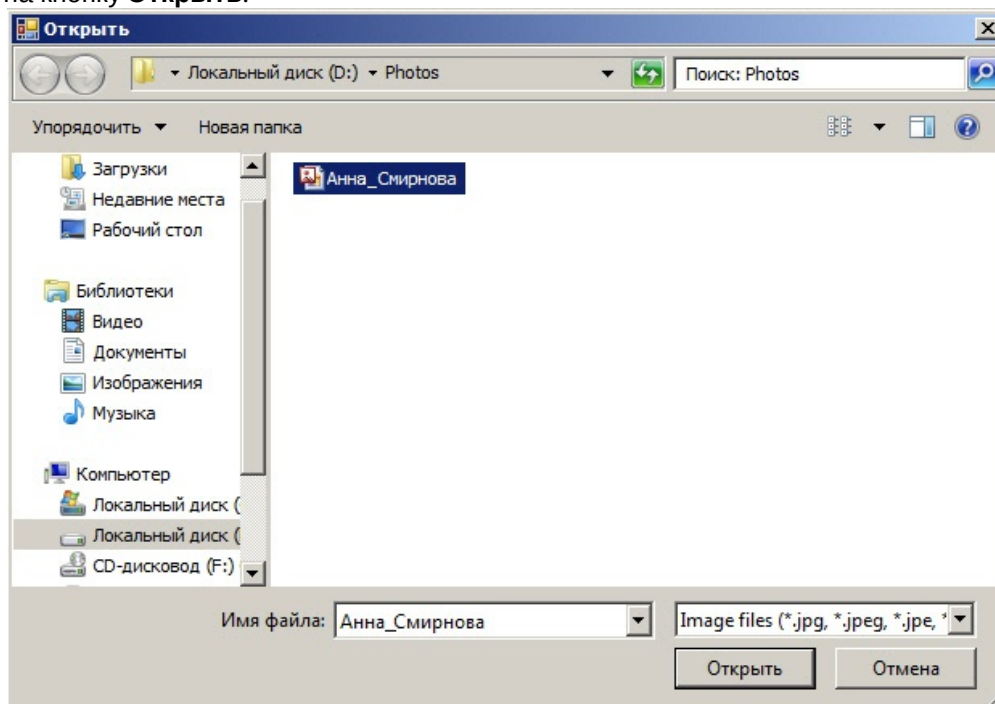 на кнопку Открыть.
Открыть
Локальный диск (D:) Photos
Поиск: Photos
Упорядочить
Новая папка
Загрузки
Недавние места
Рабочий стол
Библиотеки
Видео
Документы
Изображения
Музыка
Компьютер
Локальный диск (
Локальный диск (
CD-дисковод (F:)
Анна_Смирнова
Имя файла: Анна_Смирнова
Image files (*.jpg, *.jpeg, *.jpe, *
Открыть
Отмена